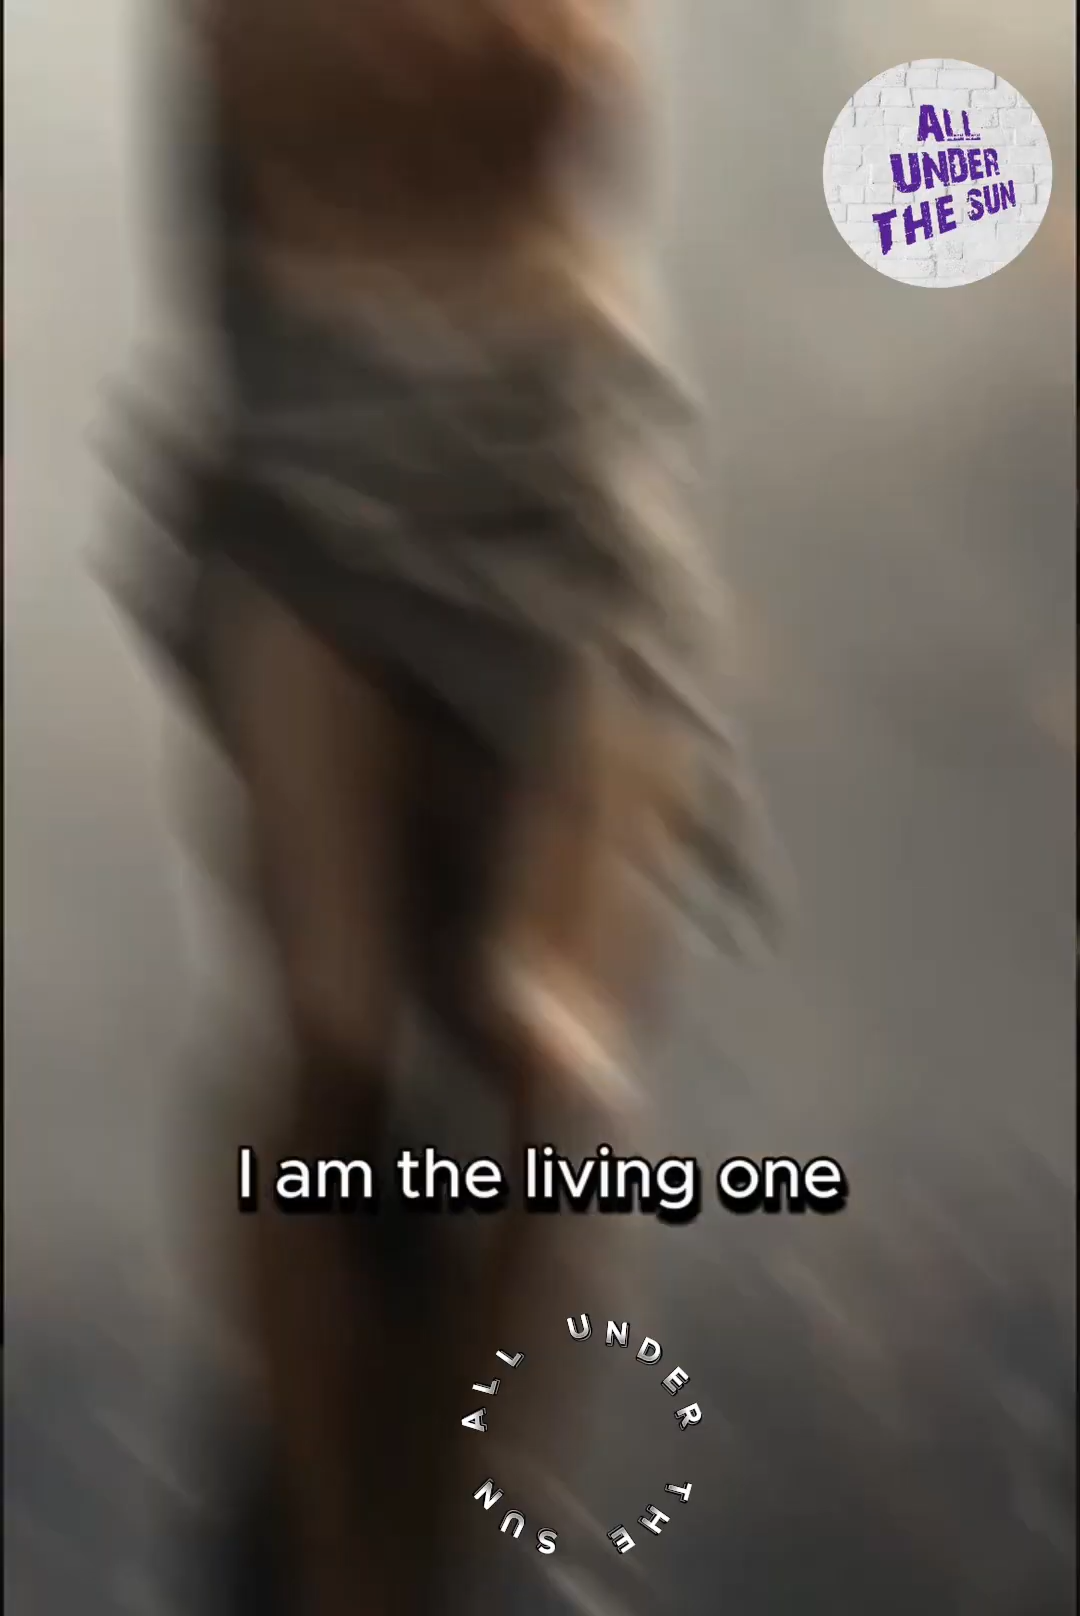 ALL
UNDER
THE SUN
I am the living one
ALL UNDER THE SUN